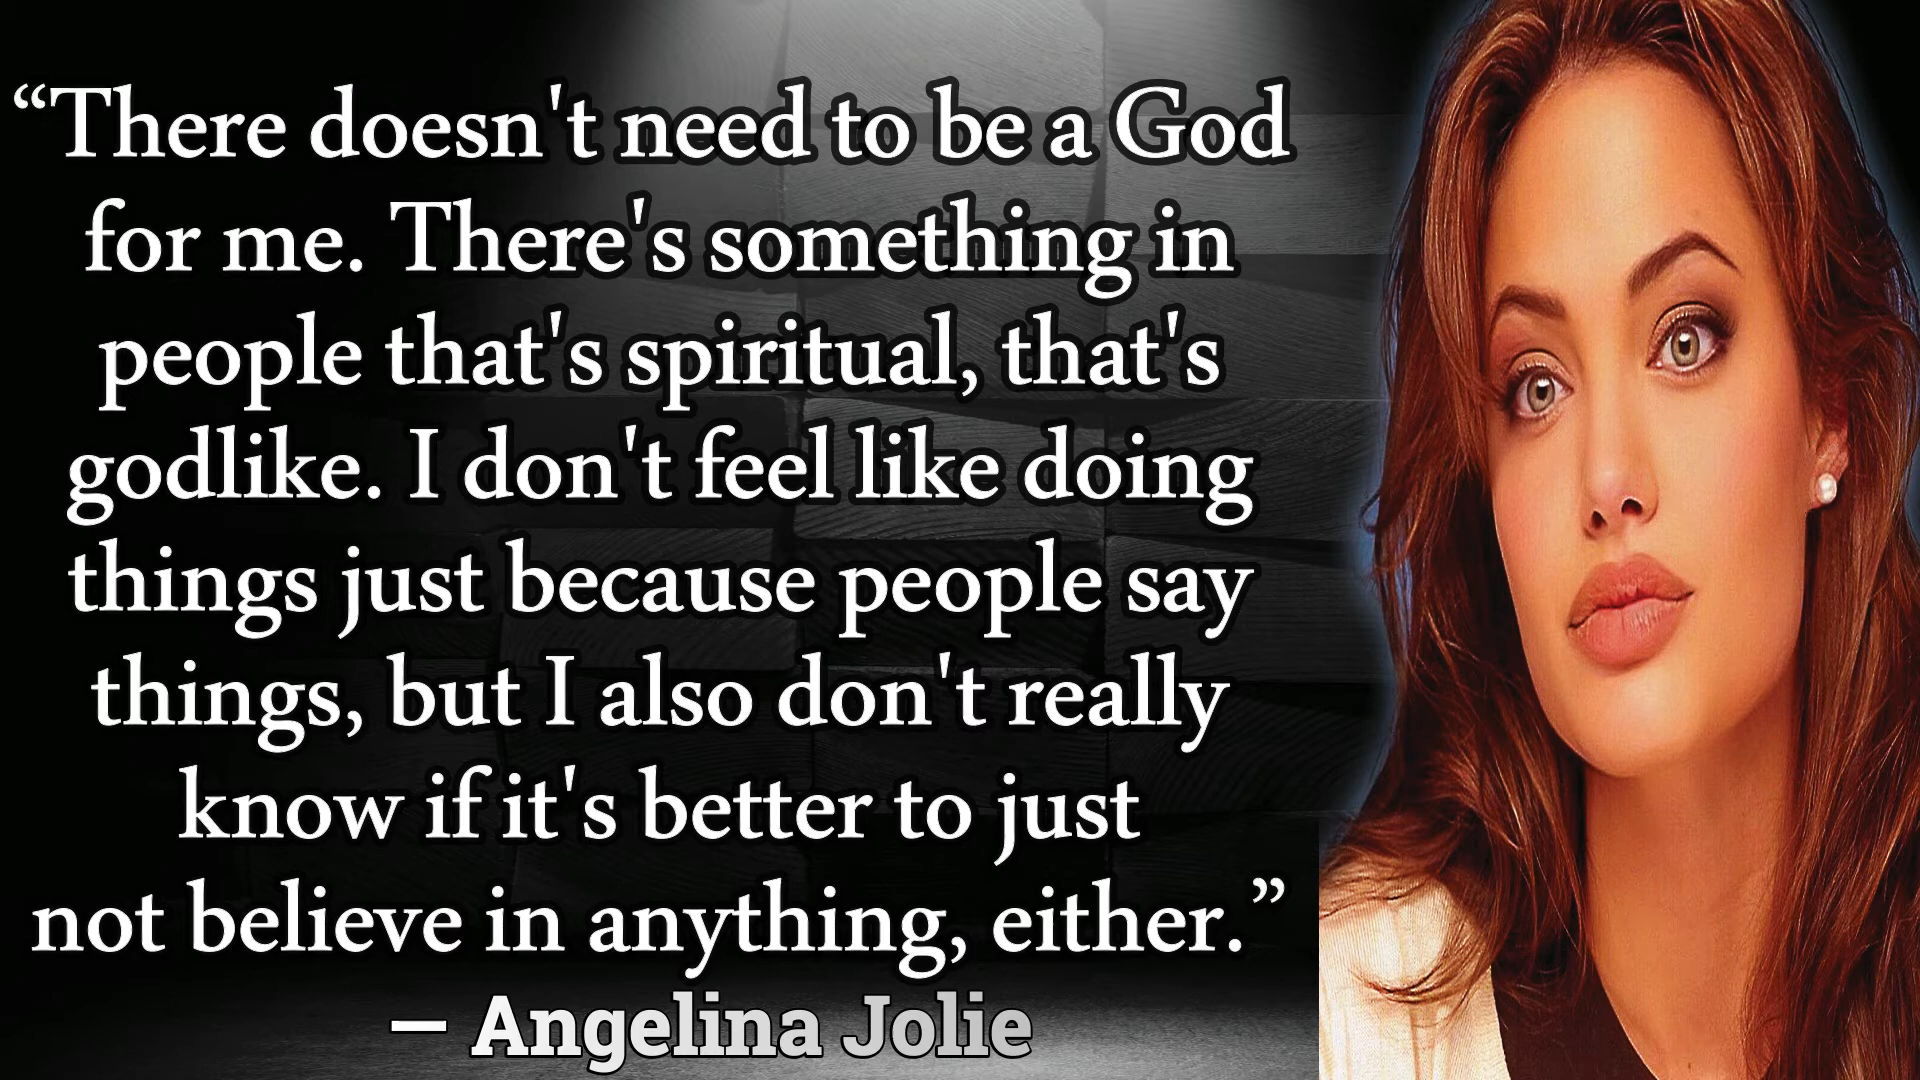 “There doesn't need to be a God
for me. There's something in
people that's spiritual, that's
godlike. I don't feel like doing
things just because people say
things, but I also don't really
know if it's better to just
not believe in anything, either.”
— Angelina Jolie